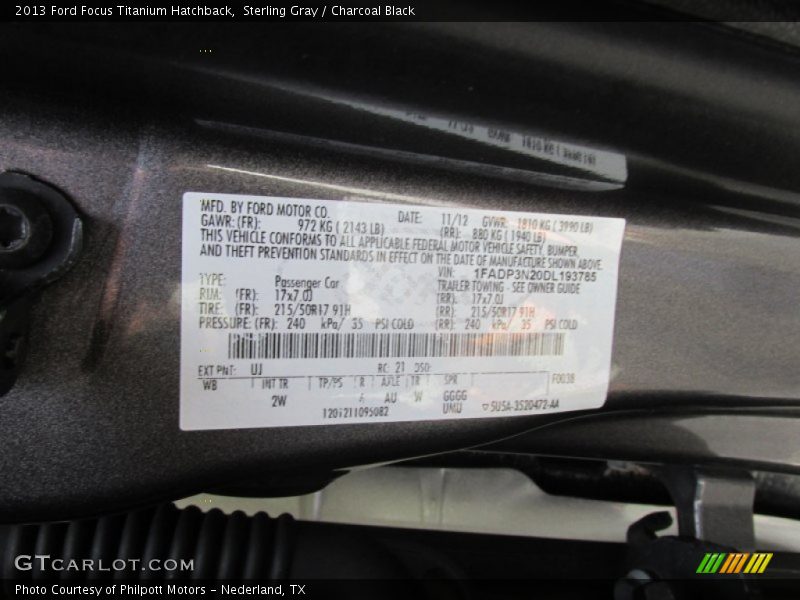 2013 Ford Focus Titanium Hatchback,  Sterling Gray / Charcoal Black
MFD. BY FORD MOTOR CO. DATE: 11/12 GVWR: 1810 KG ( 3990 LB)
GAWR: (FR): 972 KG ( 2143 LB) (RR): 880 KG ( 1940 LB)
THIS VEHICLE CONFORMS TO ALL APPLICABLE FEDERAL MOTOR VEHICLE SAFETY, BUMPER
AND THEFT PREVENTION STANDARDS IN EFFECT ON THE DATE OF MANUFACTURE SHOWN ABOVE.
VIN: 1FADP3N20DL193785
TYPE: Passenger Car TRAILER TOWING - SEE OWNER GUIDE
RIM: (FR): 17x7.0J (RR): 17x7.0J
TIRE: (FR): 215/50R17 91H (RR): 215/50R17 91H
PRESSURE: (FR): 240 kPa/ 35 PSI COLD (RR): 240 kPa/ 35 PSI COLD
EXT PNT: UJ RC: 21 DSO:
WB INT TR TP/PS R AXLE TR SPR F0038
2W AU W GGGG
1201211095082 UMU 5U5A-3520472-AA
GTCARLOT.COM
Photo Courtesy of Philpott Motors - Nederland, TX